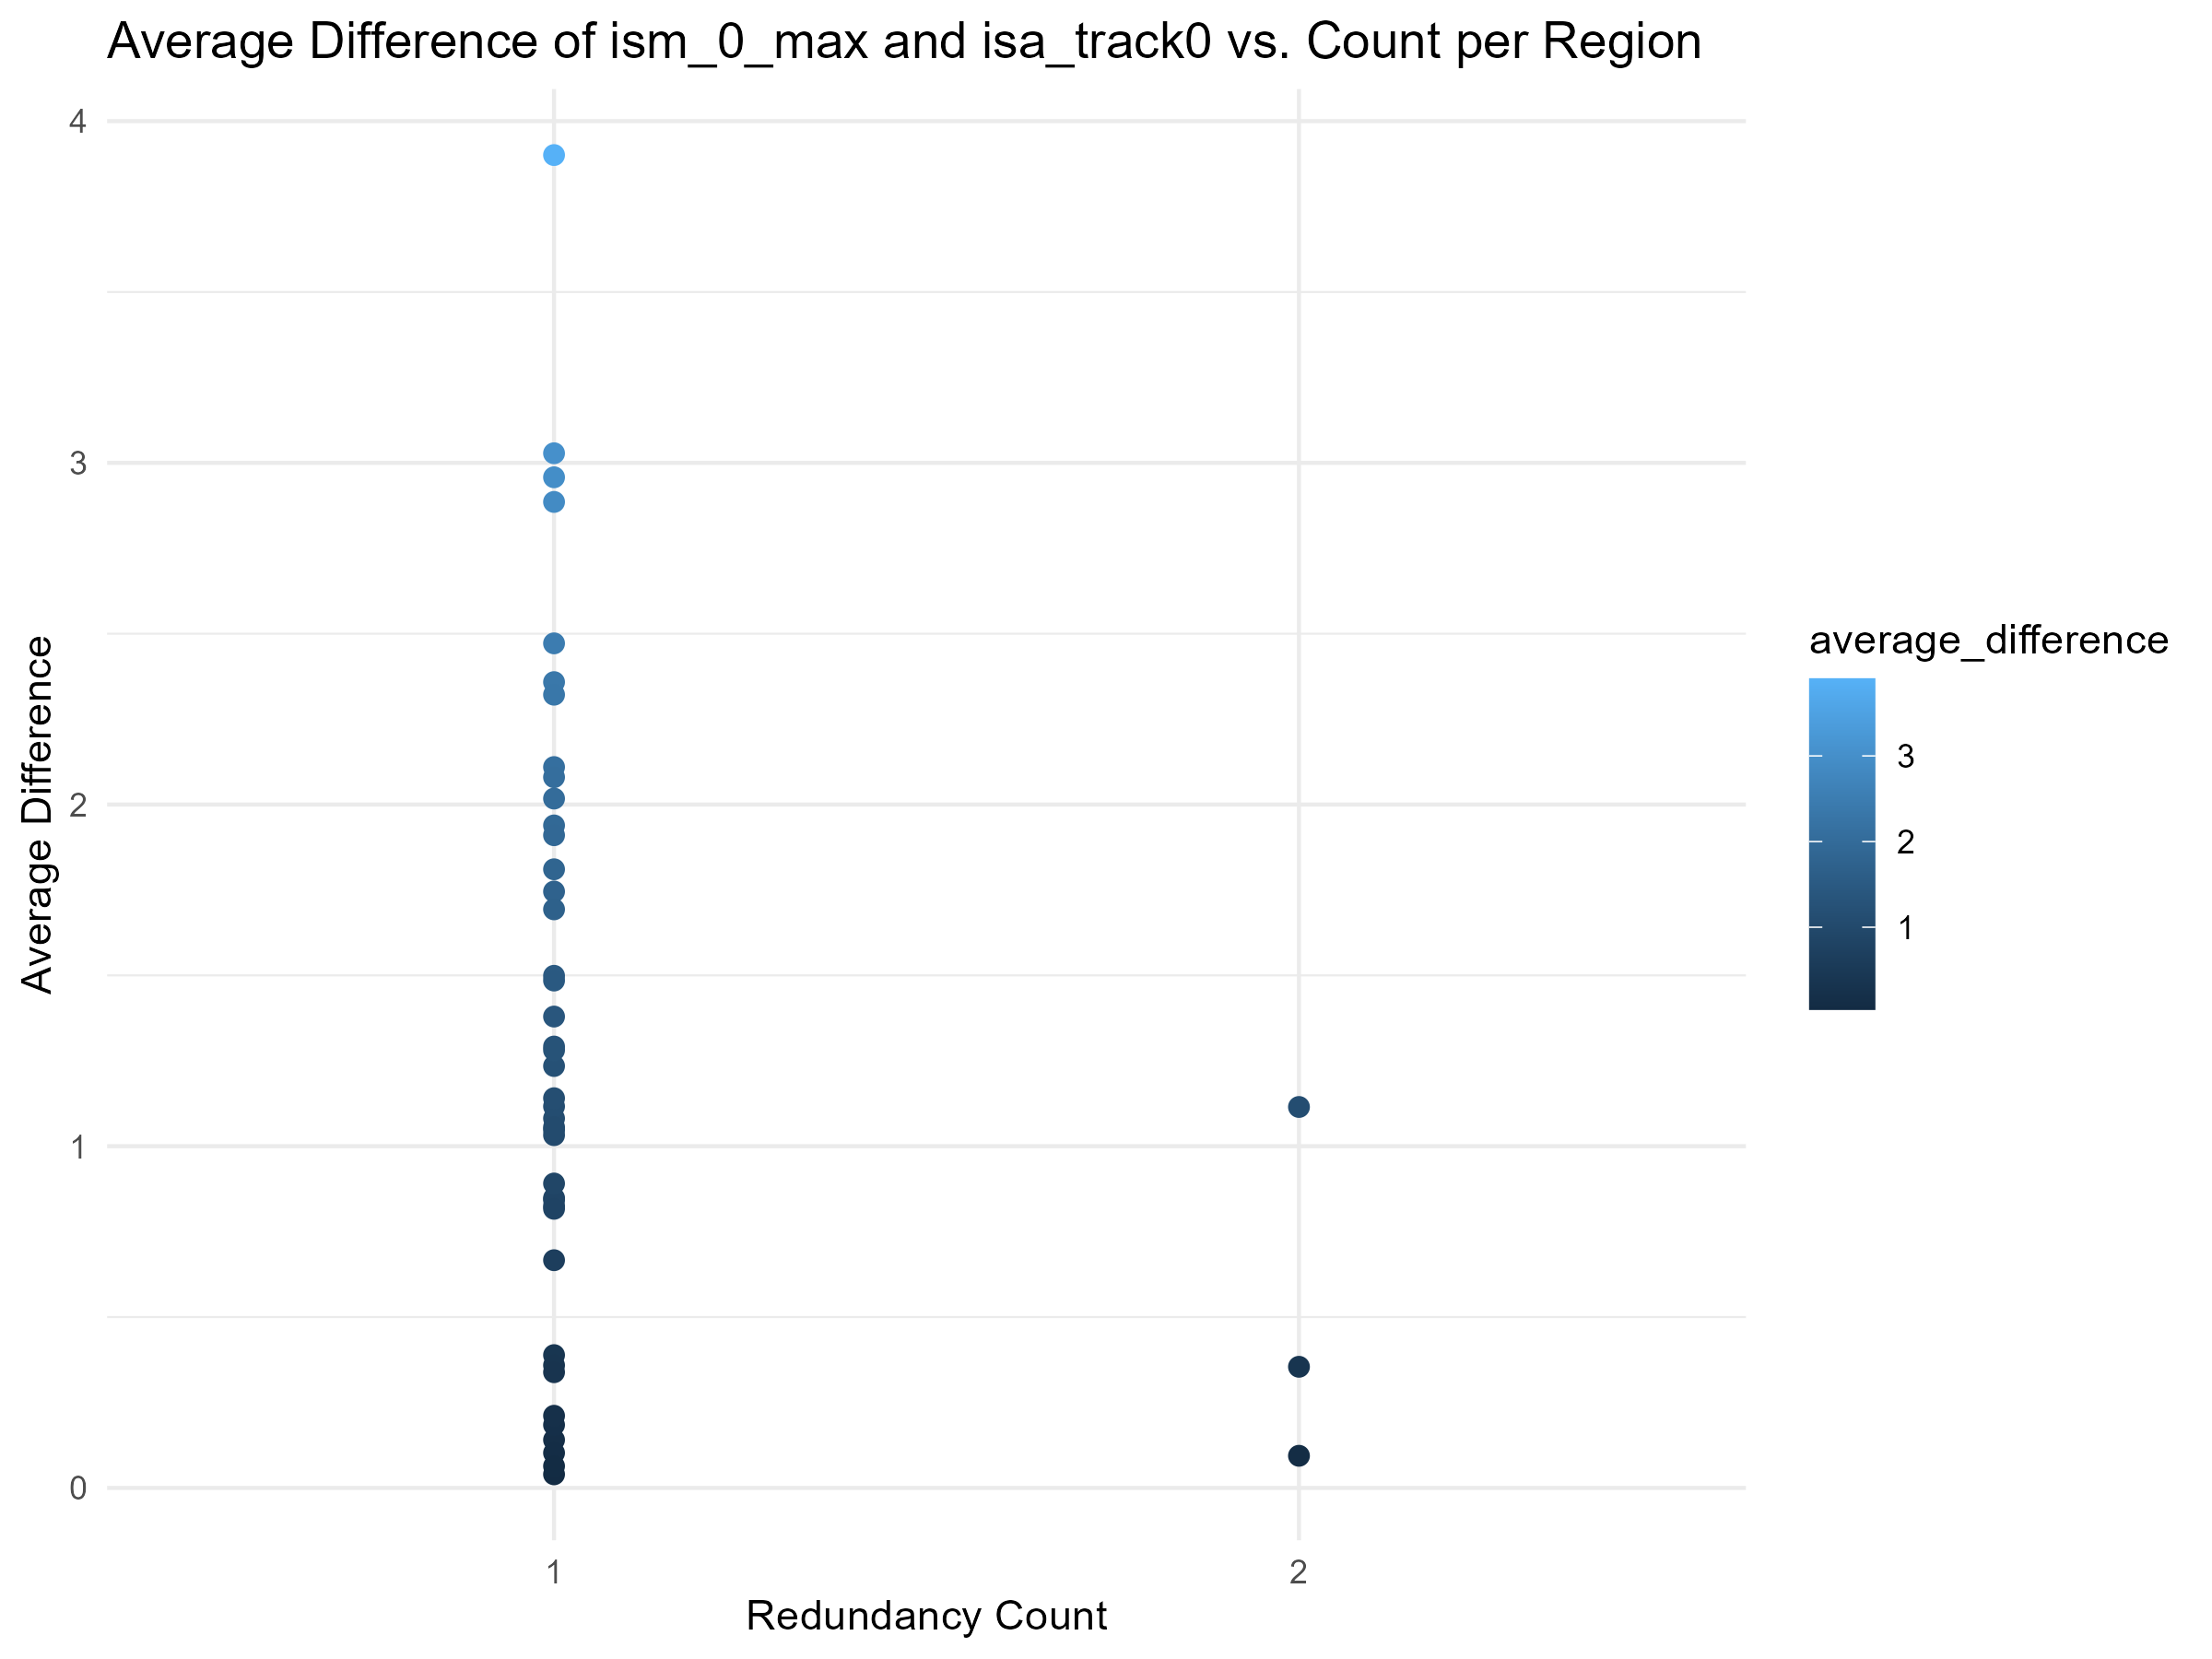 Average Difference of ism_0_max and isa_track0 vs. Count per Region
4
3
2
1
0
Average Difference
1 2
Redundancy Count
average_difference
3
2
1